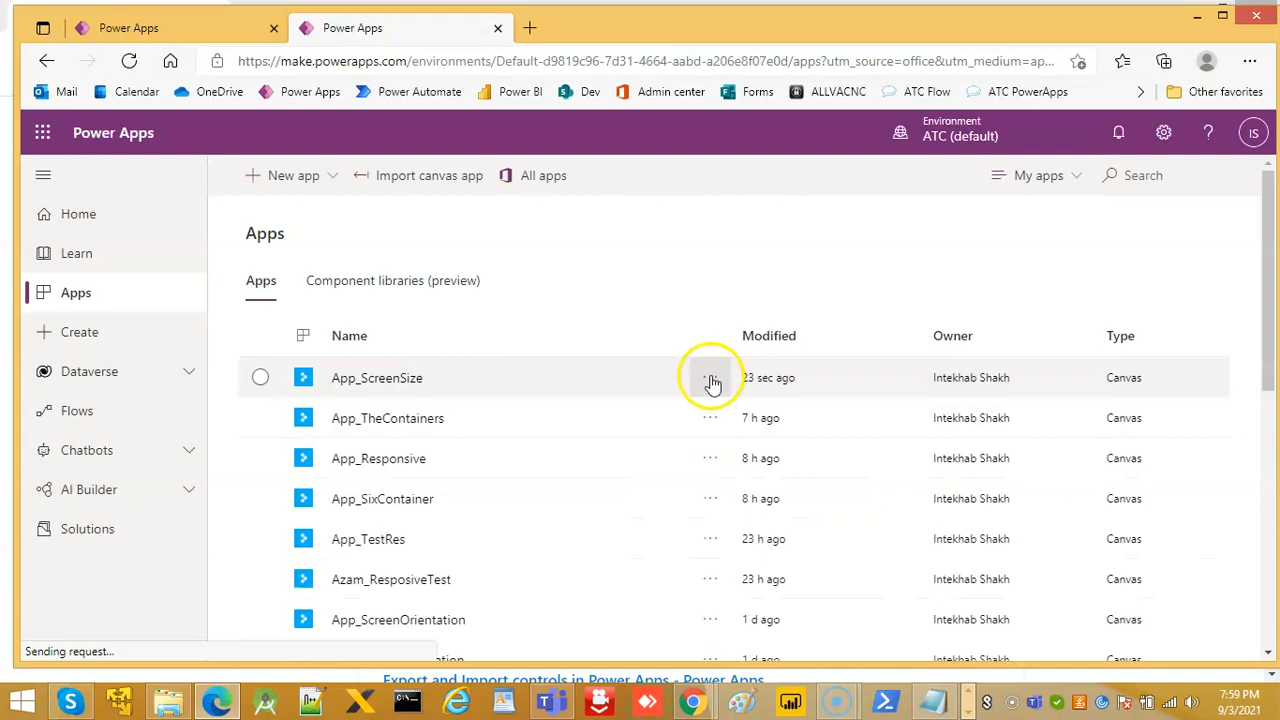 Power Apps
Power Apps
https://make.powerapps.com/environments/Default-d9819c96-7d31-4664-aabd-a206e8f07e0d/apps?utm_source=office&utm_medium=ap...
Mail Calendar OneDrive Power Apps Power Automate Power BI Dev Admin center Forms ALLVACNC ATC Flow ATC PowerApps Other favorites
Power Apps
Environment
ATC (default)
IS
New app Import canvas app All apps My apps Search
Home
Learn
Apps
Create
Dataverse
Flows
Chatbots
AI Builder
Solutions
Apps
Apps Component libraries (preview)
Name Modified Owner Type
App_ScreenSize 23 sec ago Intekhab Shakh Canvas
App_TheContainers 7 h ago Intekhab Shakh Canvas
App_Responsive 8 h ago Intekhab Shakh Canvas
App_SixContainer 8 h ago Intekhab Shakh Canvas
App_TestRes 23 h ago Intekhab Shakh Canvas
Azam_ResposiveTest 23 h ago Intekhab Shakh Canvas
App_ScreenOrientation 1 d ago Intekhab Shakh Canvas
Sending request...
Export and Import controls in Power Apps - Power Apps
7:59 PM
9/3/2021